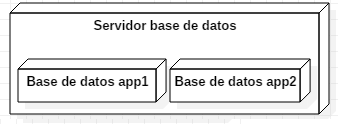 Servidor base de datos
Base de datos app1
Base de datos app2